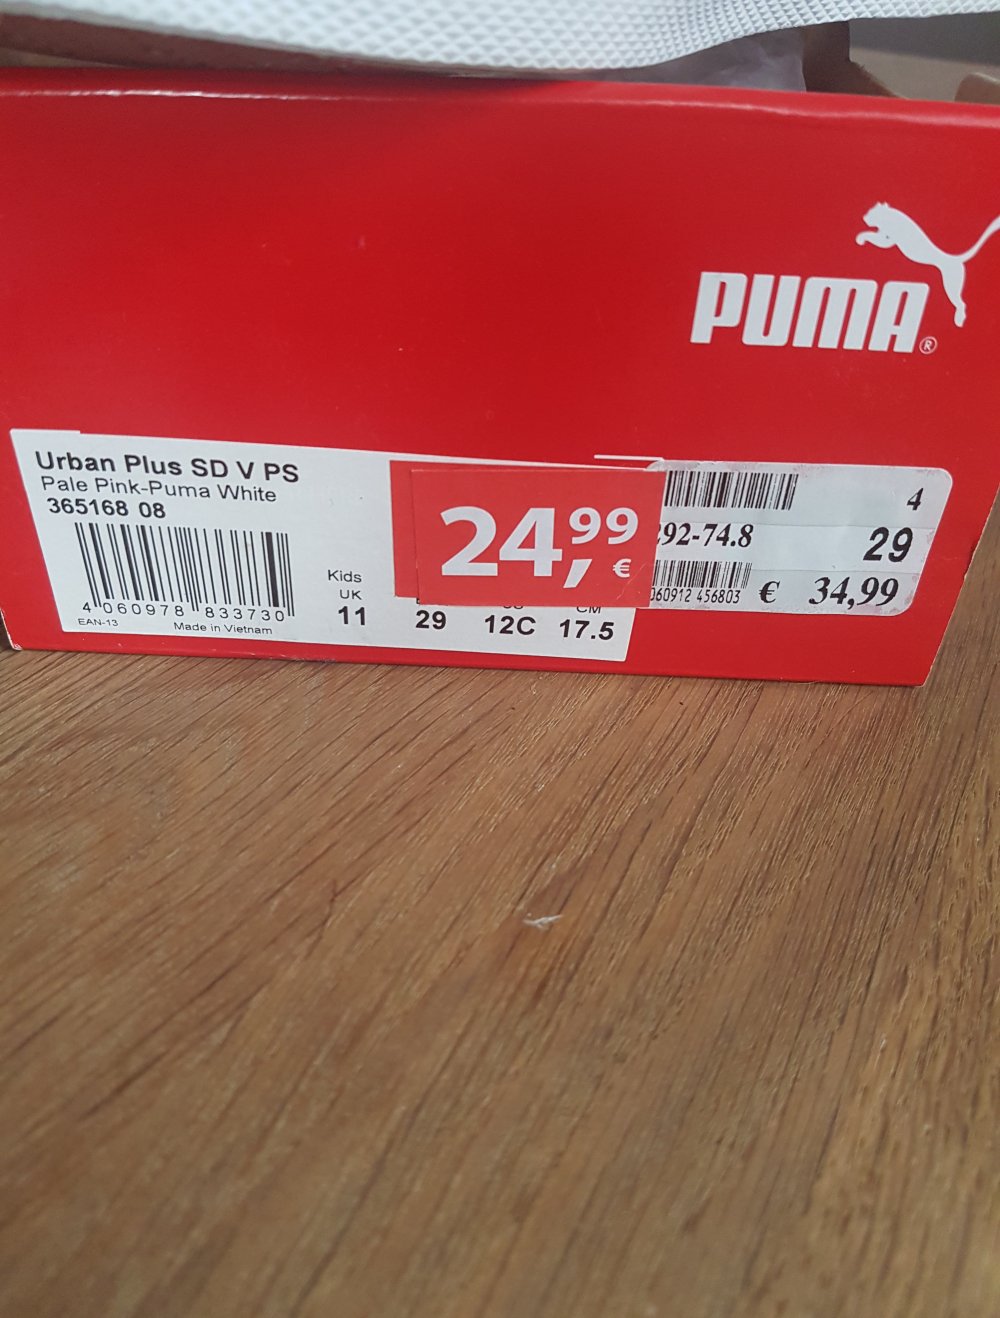 PUMA®
Urban Plus SD V PS
Pale Pink-Puma White
365168 08
4 060978 833730
EAN-13
Made in Vietnam
Kids
UK
11
29
12C
CM
17.5
24,99
€
4
92-74.8
29
060912 456803
€ 34,99